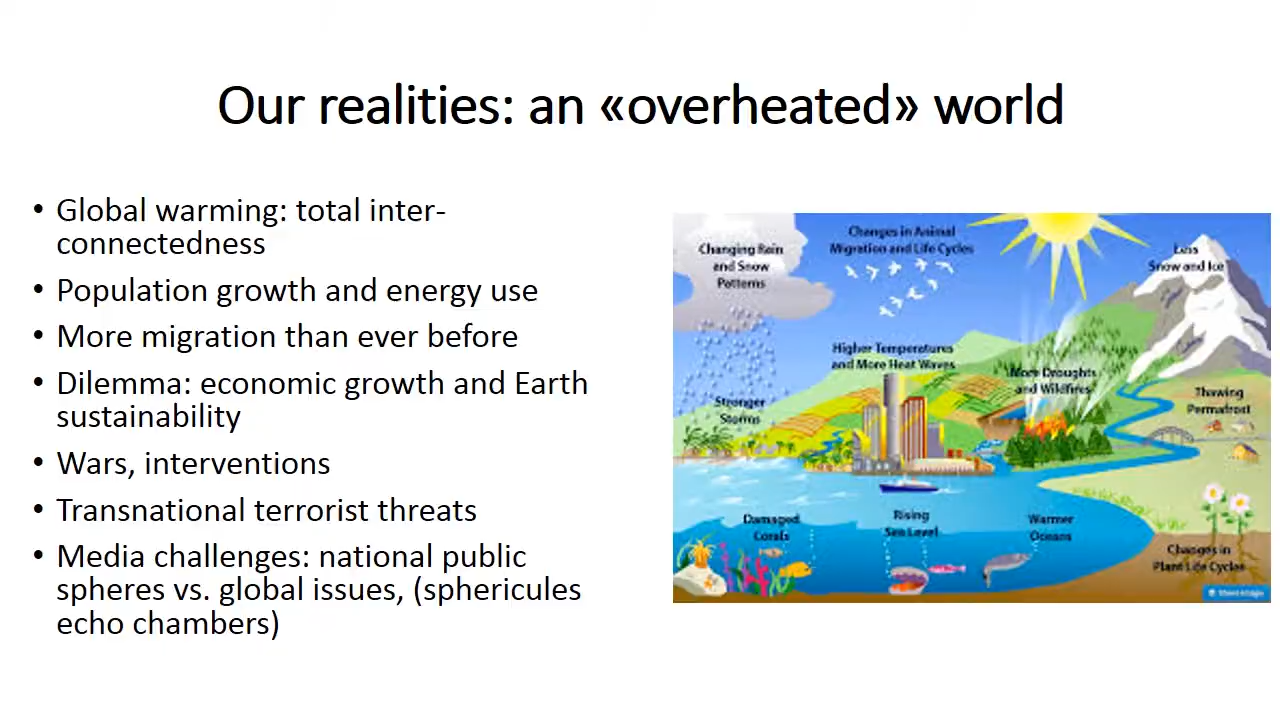 Our realities: an «overheated» world
• Global warming: total inter-
connectedness
• Population growth and energy use
• More migration than ever before
• Dilemma: economic growth and Earth
sustainability
• Wars, interventions
• Transnational terrorist threats
• Media challenges: national public
spheres vs. global issues, (sphericules
echo chambers)
Changing Rain
and Snow
Patterns
Changes in Animal
Migration and Life Cycles
Less
Snow and Ice
Higher Temperatures
and More Heat Waves
More Droughts
and Wildfires
Stronger
Storms
Thawing
Permafrost
Damaged
Corals
Rising
Sea Level
Warmer
Oceans
Changes in
Plant Life Cycles